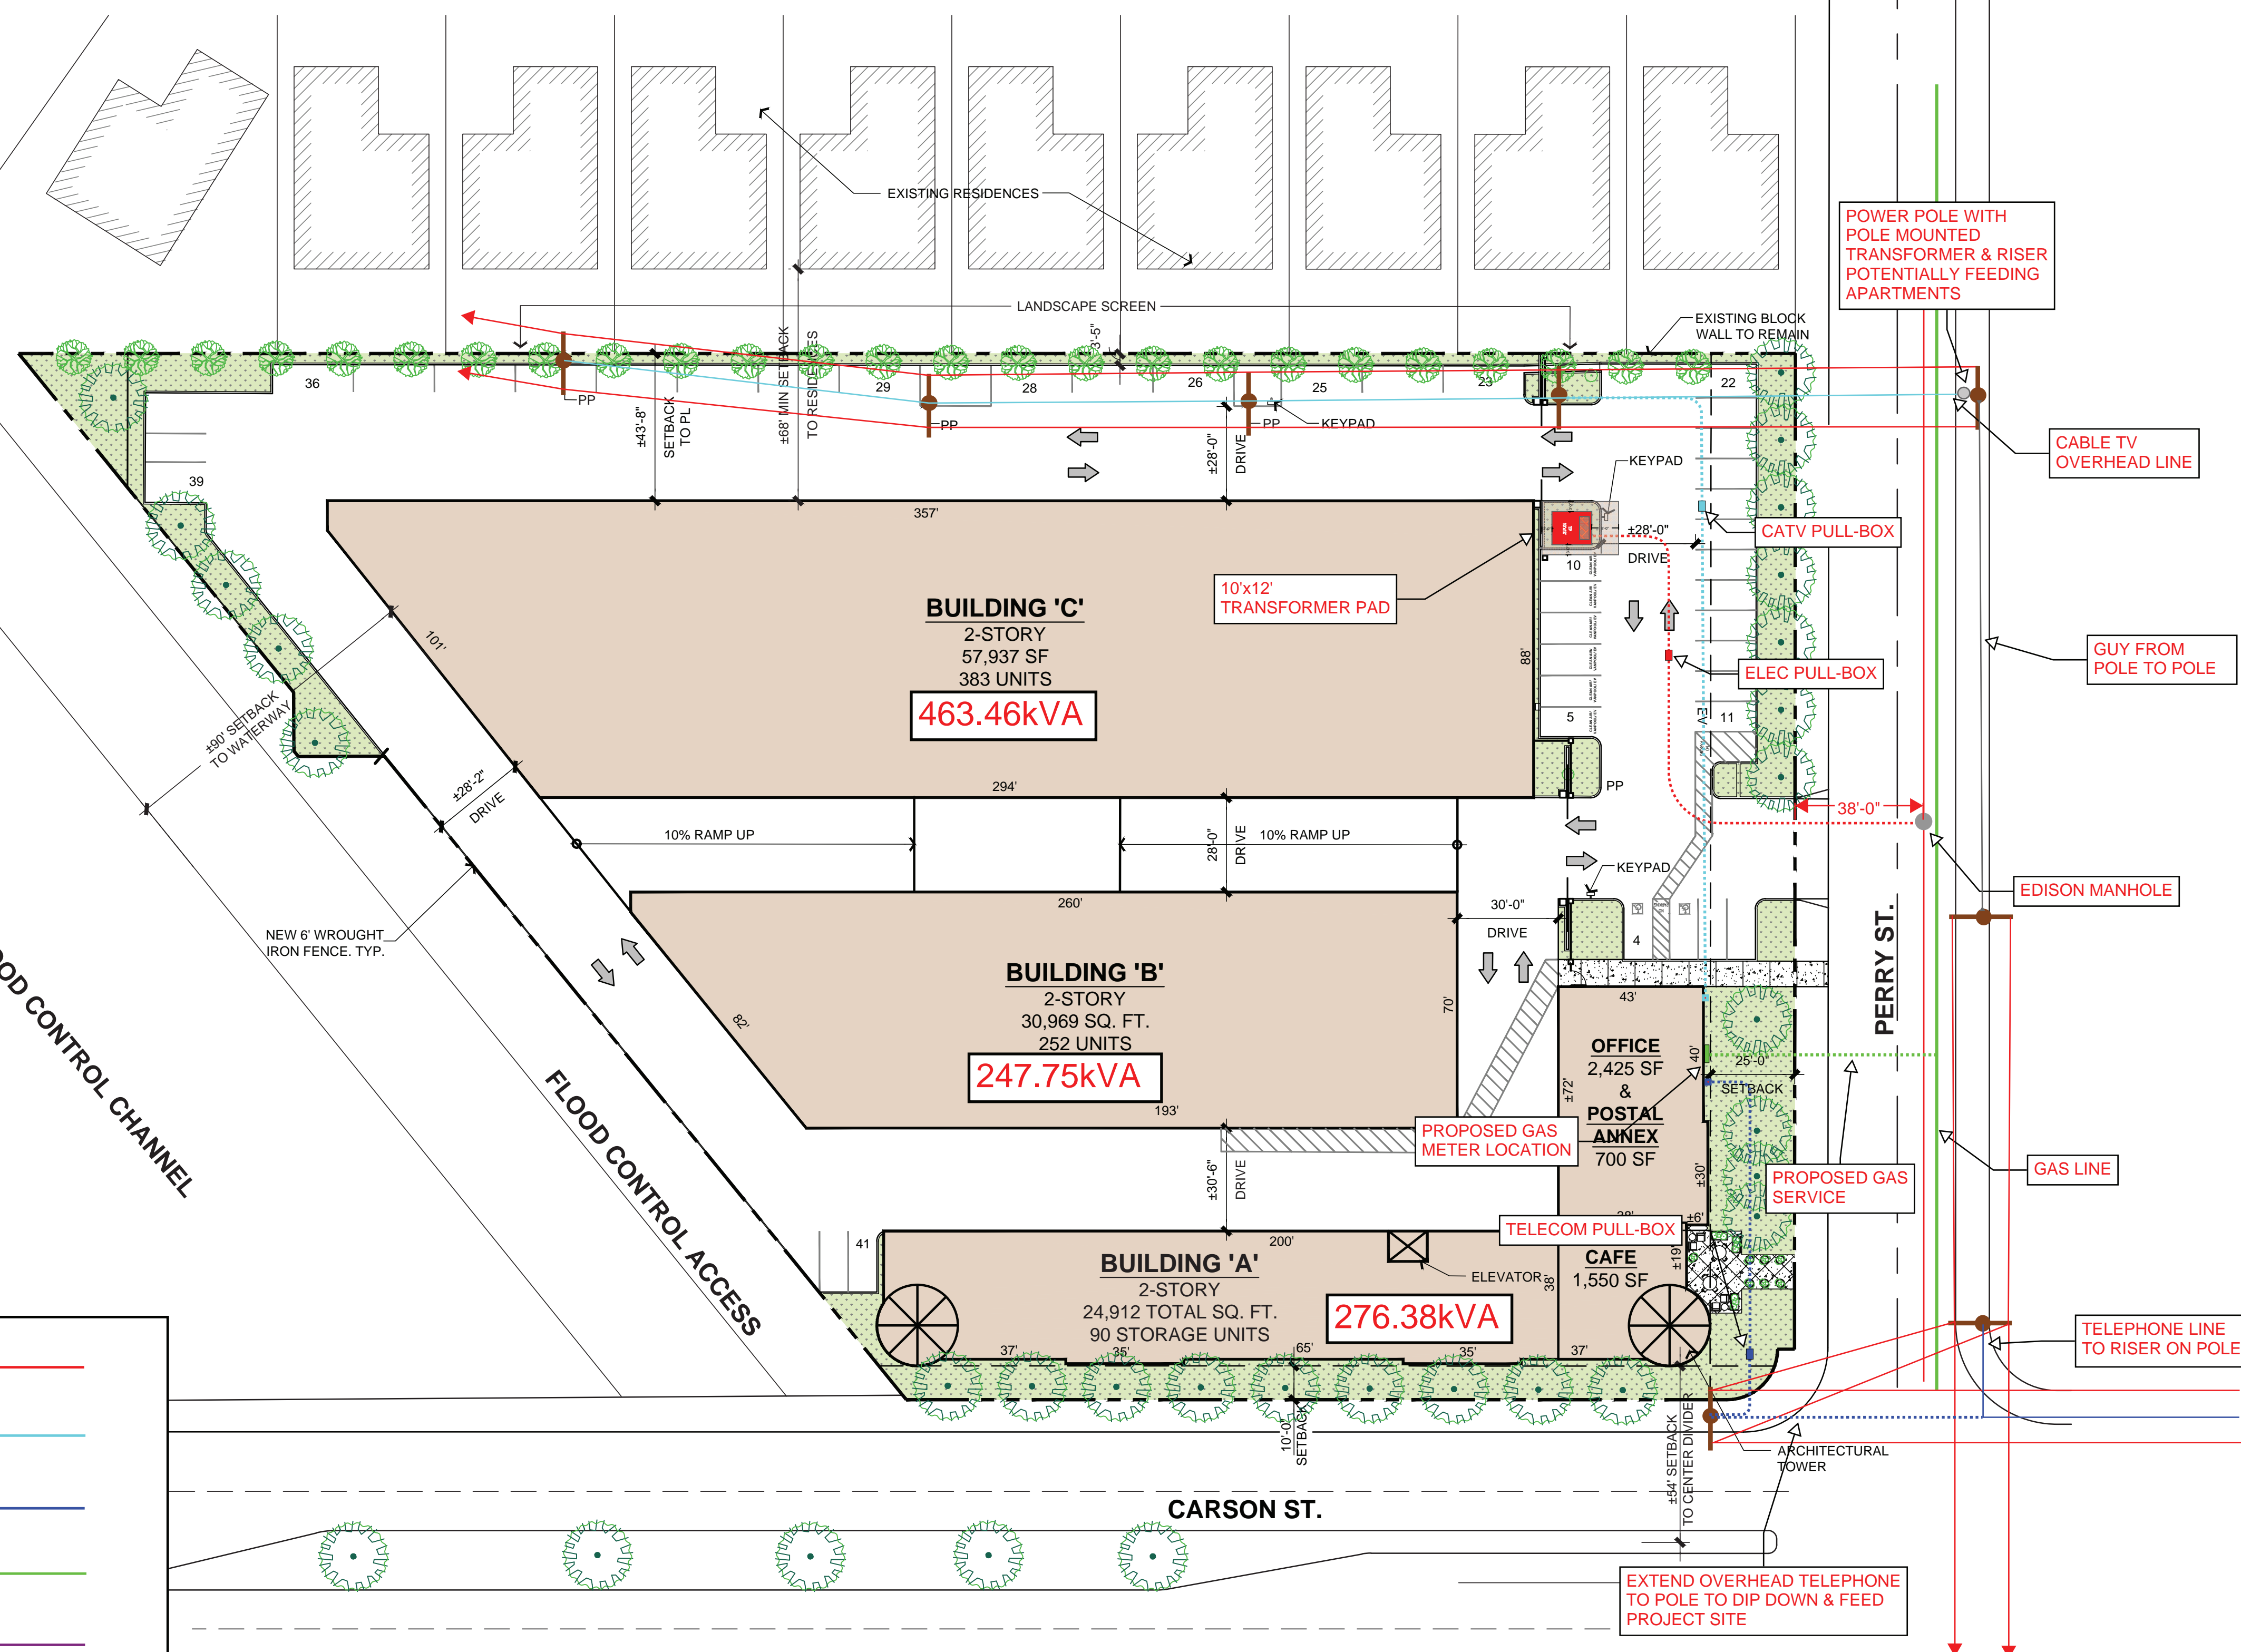 POWER POLE WITH
POLE MOUNTED
TRANSFORMER & RISER
POTENTIALLY FEEDING
APARTMENTS
EXISTING RESIDENCES
LANDSCAPE SCREEN
EXISTING BLOCK
WALL TO REMAIN
3'-5"
±68' MIN SETBACK
TO RESIDENCES
36
29
28
26
25
23
22
PP
PP
PP
KEYPAD
±43'-8"
SETBACK
TO PL
±28'-0"
DRIVE
CABLE TV
OVERHEAD LINE
39
KEYPAD
357'
±28'-0"
DRIVE
CATV PULL-BOX
10
10'x12'
TRANSFORMER PAD
BUILDING 'C'
2-STORY
57,937 SF
383 UNITS
463.46kVA
101'
88'
GUY FROM
POLE TO POLE
ELEC PULL-BOX
5
EV
11
±90' SETBACK
TO WATERWAY
±28'-2"
DRIVE
294'
PP
38'-0"
10% RAMP UP
28'-0"
DRIVE
10% RAMP UP
KEYPAD
EDISON MANHOLE
260'
30'-0"
DRIVE
4
NEW 6' WROUGHT
IRON FENCE. TYP.
PERRY ST.
BUILDING 'B'
2-STORY
30,969 SQ. FT.
252 UNITS
247.75kVA
82'
70'
193'
43'
OFFICE
2,425 SF
&
POSTAL
ANNEX
700 SF
40'
±72'
25'-0"
SETBACK
OOD CONTROL CHANNEL
FLOOD CONTROL ACCESS
PROPOSED GAS
METER LOCATION
±30'
±30'-6"
DRIVE
PROPOSED GAS
SERVICE
GAS LINE
TELECOM PULL-BOX
38'
±6'
41
200'
BUILDING 'A'
2-STORY
24,912 TOTAL SQ. FT.
90 STORAGE UNITS
ELEVATOR
276.38kVA
38'
CAFE
1,550 SF
±19'
37'
35'
65'
35'
37'
TELEPHONE LINE
TO RISER ON POLE
10'-0"
SETBACK
±54' SETBACK
TO CENTER DIVIDER
ARCHITECTURAL
TOWER
CARSON ST.
EXTEND OVERHEAD TELEPHONE
TO POLE TO DIP DOWN & FEED
PROJECT SITE